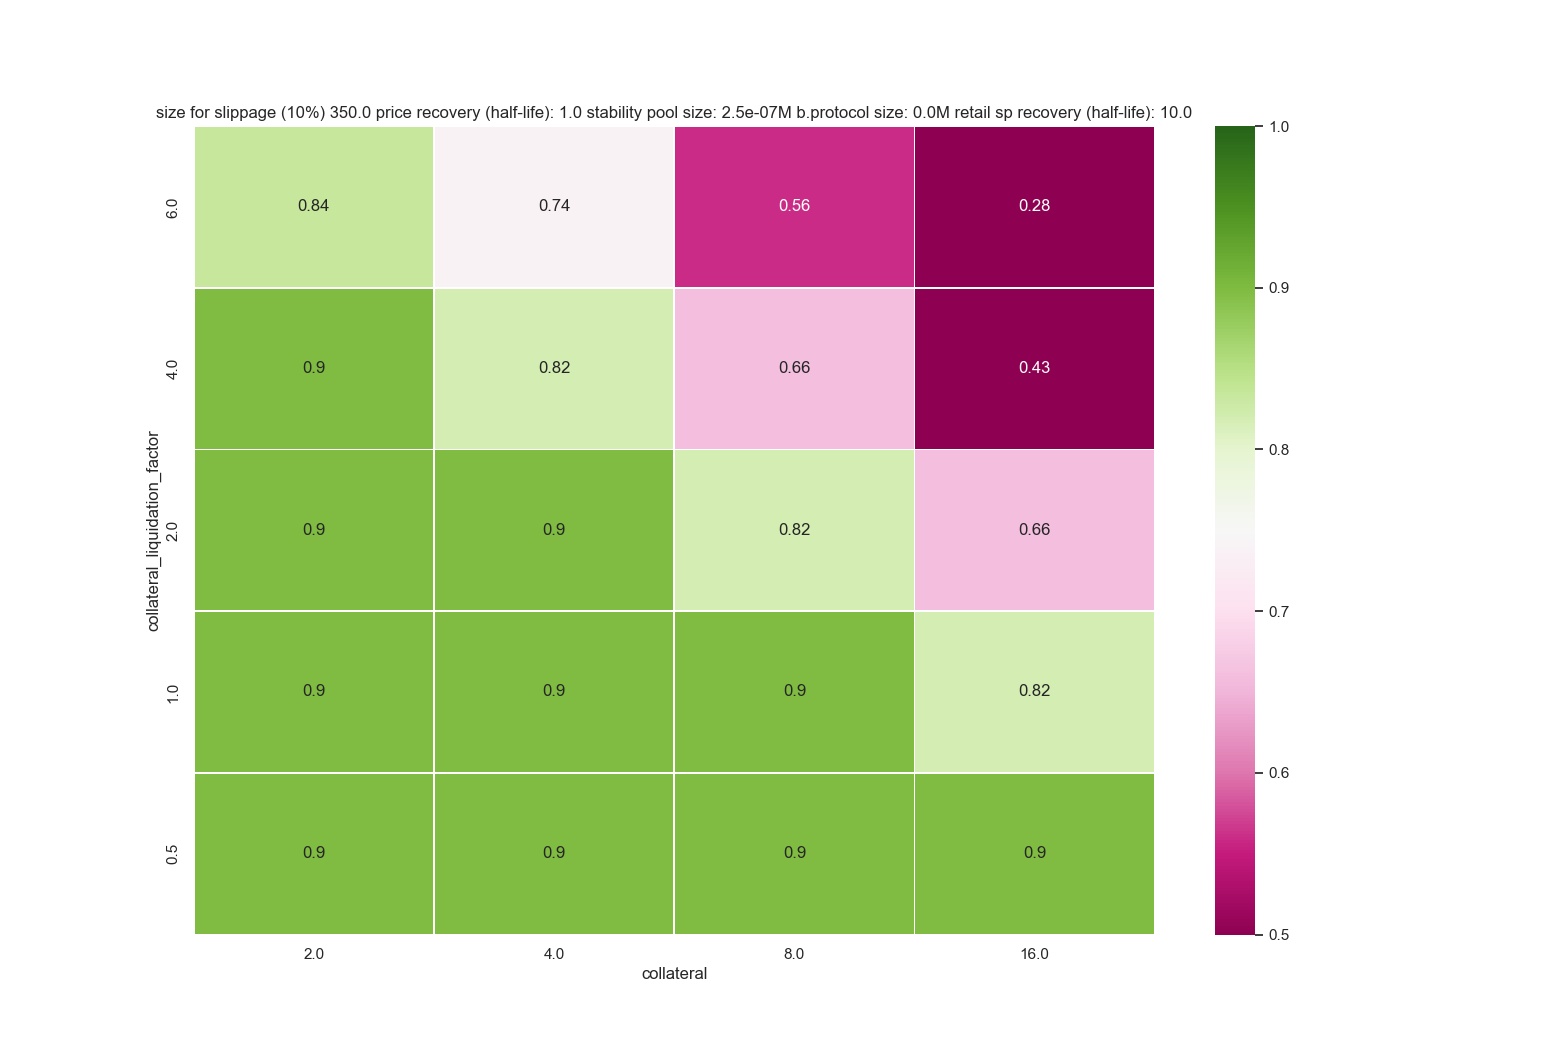 size for slippage (10%) 350.0 price recovery (half-life): 1.0 stability pool size: 2.5e-07M b.protocol size: 0.0M retail sp recovery (half-life): 10.0
collateral_liquidation_factor
6.0
0.84 0.74 0.56 0.28
4.0
0.9 0.82 0.66 0.43
2.0
0.9 0.9 0.82 0.66
1.0
0.9 0.9 0.9 0.82
0.5
0.9 0.9 0.9 0.9
2.0 4.0 8.0 16.0
collateral
1.0
0.9
0.8
0.7
0.6
0.5